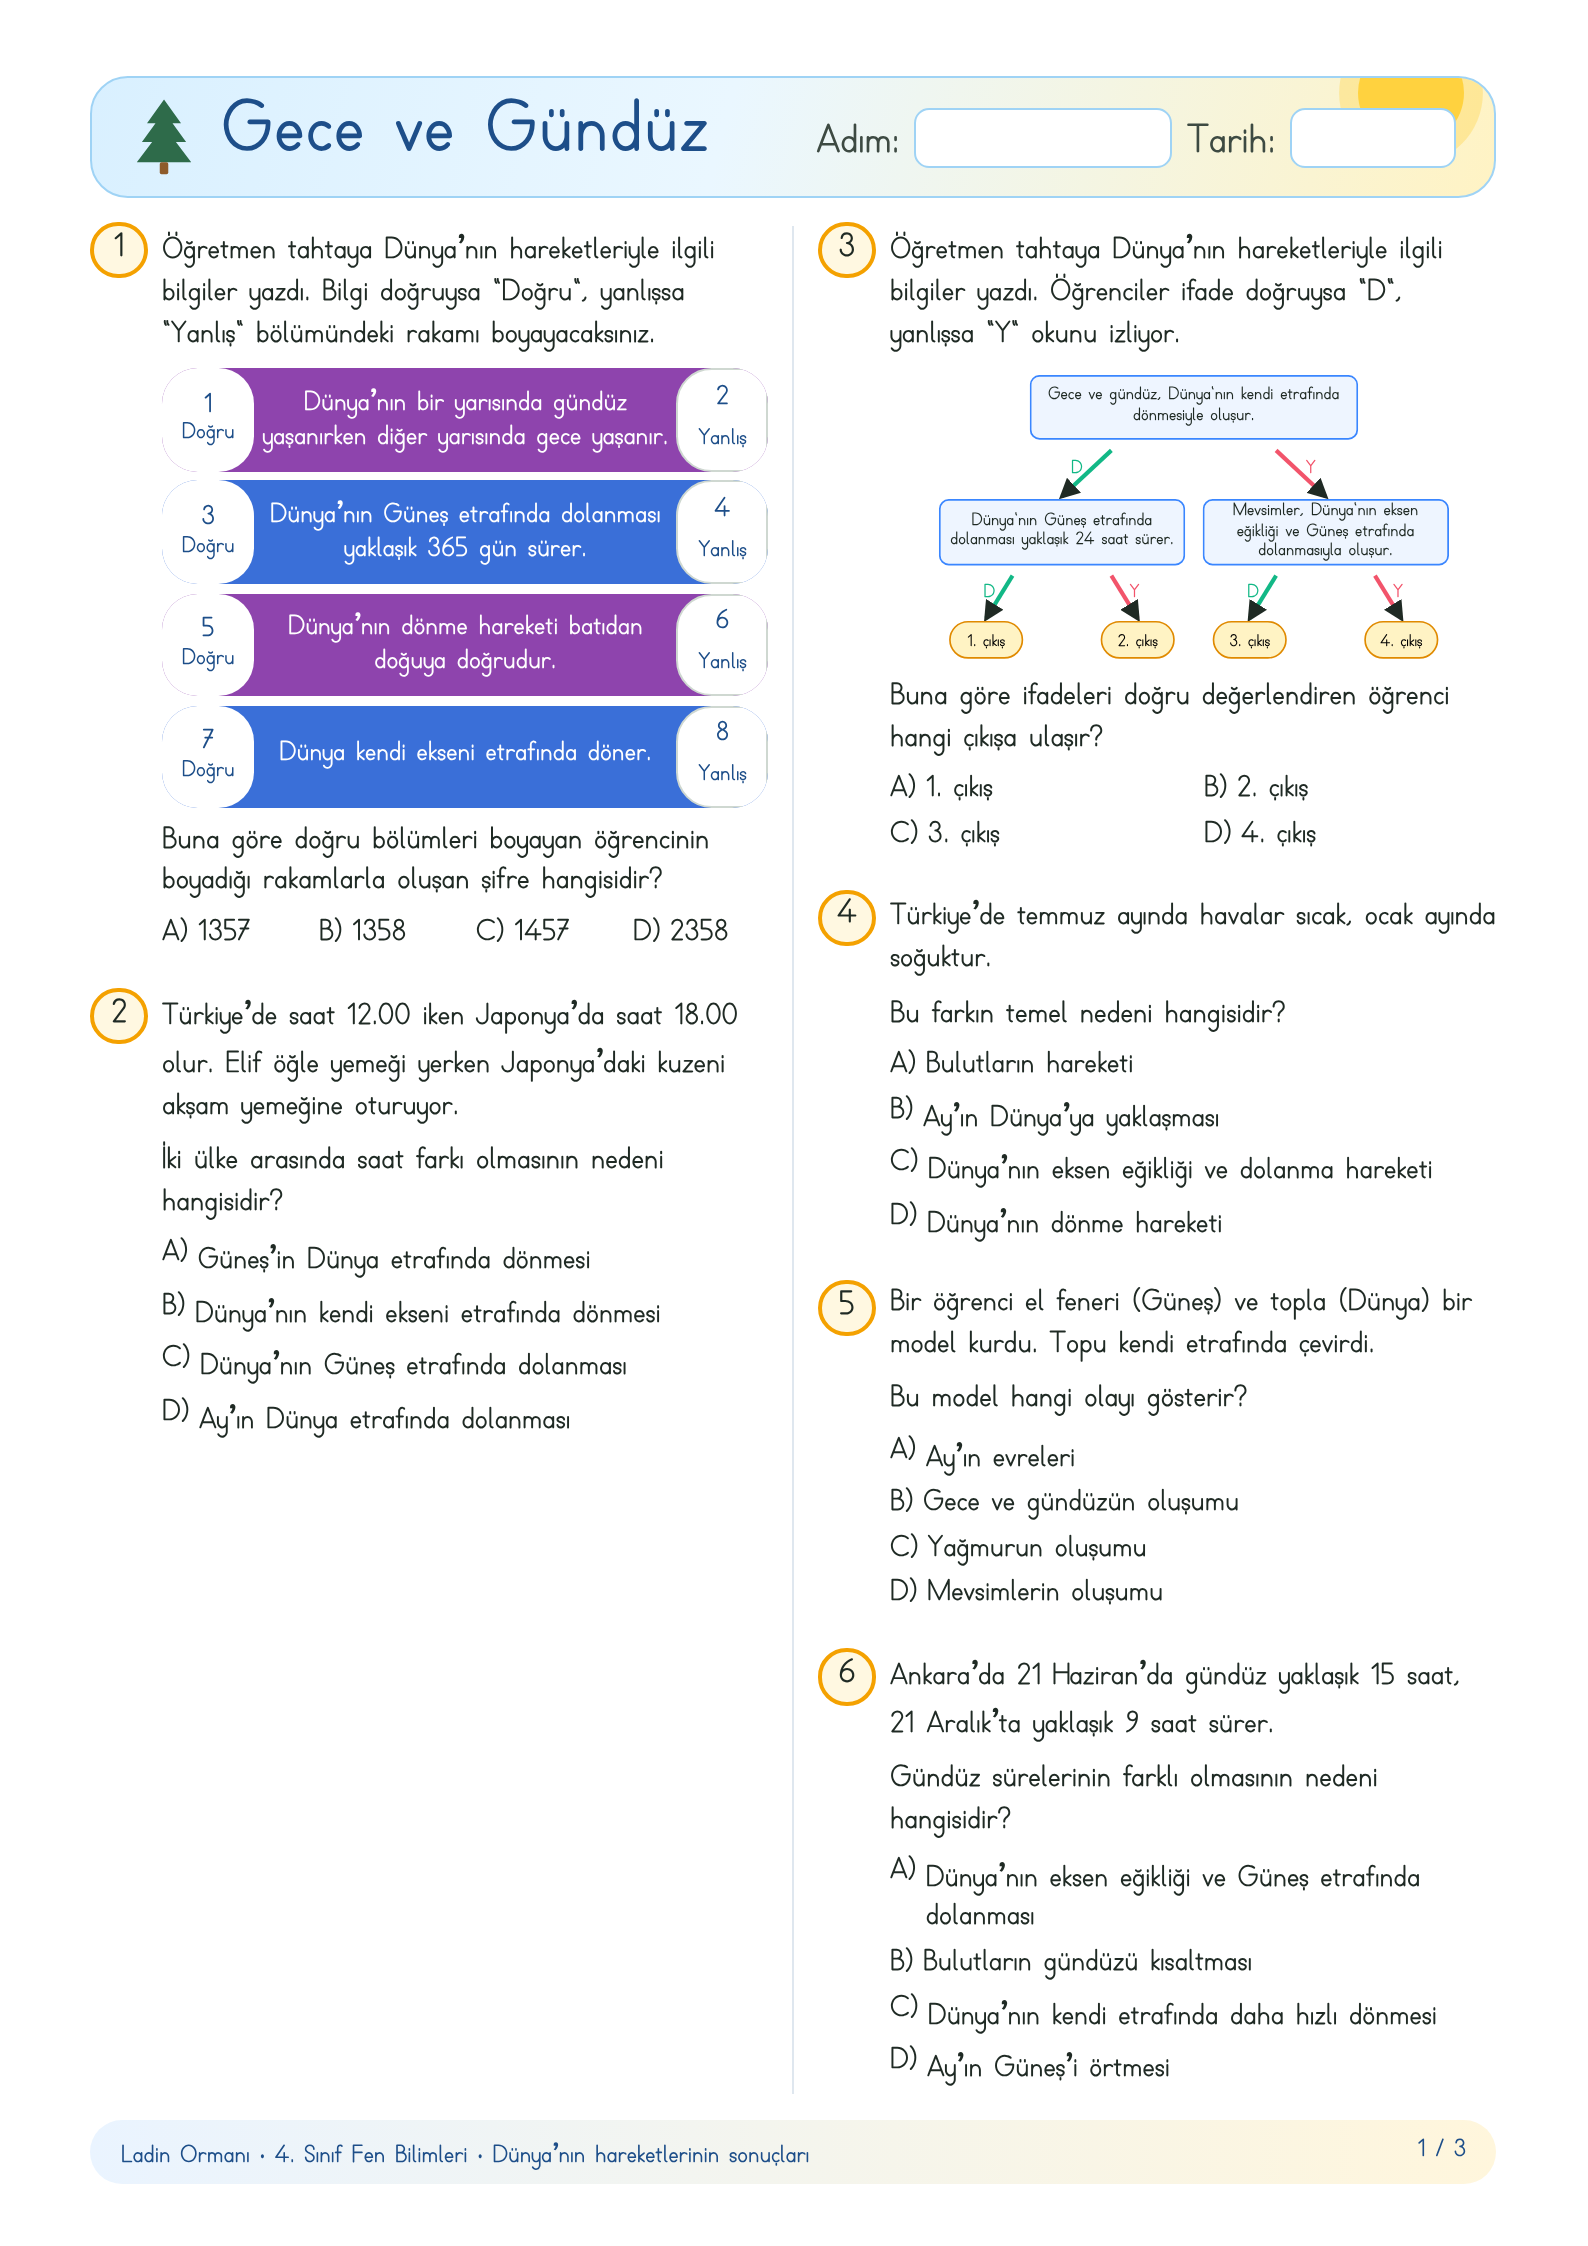 Gece ve Gündüz
Adım:
Tarih:
1
Öğretmen tahtaya Dünya'nın hareketleriyle ilgili
bilgiler yazdı. Bilgi doğruysa "Doğru", yanlışsa
"Yanlış" bölümündeki rakamı boyayacaksınız.
1
Doğru
Dünya'nın bir yarısında gündüz
yaşanırken diğer yarısında gece yaşanır.
2
Yanlış
3
Doğru
Dünya'nın Güneş etrafında dolanması
yaklaşık 365 gün sürer.
4
Yanlış
5
Doğru
Dünya'nın dönme hareketi batıdan
doğuya doğrudur.
6
Yanlış
7
Doğru
Dünya kendi ekseni etrafında döner.
8
Yanlış
Buna göre doğru bölümleri boyayan öğrencinin
boyadığı rakamlarla oluşan şifre hangisidir?
A) 1357 B) 1358 C) 1457 D) 2358
2
Türkiye'de saat 12.00 iken Japonya'da saat 18.00
olur. Elif öğle yemeği yerken Japonya'daki kuzeni
akşam yemeğine oturuyor.
İki ülke arasında saat farkı olmasının nedeni
hangisidir?
A) Güneş'in Dünya etrafında dönmesi
B) Dünya'nın kendi ekseni etrafında dönmesi
C) Dünya'nın Güneş etrafında dolanması
D) Ay'ın Dünya etrafında dolanması
3
Öğretmen tahtaya Dünya'nın hareketleriyle ilgili
bilgiler yazdı. Öğrenciler ifade doğruysa "D",
yanlışsa "Y" okunu izliyor.
Gece ve gündüz, Dünya'nın kendi etrafında
dönmesiyle oluşur.
D
Y
Dünya'nın Güneş etrafında
dolanması yaklaşık 24 saat sürer.
Mevsimler, Dünya'nın eksen
eğikliği ve Güneş etrafında
dolanmasıyla oluşur.
D
Y
D
Y
1. çıkış
2. çıkış
3. çıkış
4. çıkış
Buna göre ifadeleri doğru değerlendiren öğrenci
hangi çıkışa ulaşır?
A) 1. çıkış B) 2. çıkış
C) 3. çıkış D) 4. çıkış
4
Türkiye'de temmuz ayında havalar sıcak, ocak ayında
soğuktur.
Bu farkın temel nedeni hangisidir?
A) Bulutların hareketi
B) Ay'ın Dünya'ya yaklaşması
C) Dünya'nın eksen eğikliği ve dolanma hareketi
D) Dünya'nın dönme hareketi
5
Bir öğrenci el feneri (Güneş) ve topla (Dünya) bir
model kurdu. Topu kendi etrafında çevirdi.
Bu model hangi olayı gösterir?
A) Ay'ın evreleri
B) Gece ve gündüzün oluşumu
C) Yağmurun oluşumu
D) Mevsimlerin oluşumu
6
Ankara'da 21 Haziran'da gündüz yaklaşık 15 saat,
21 Aralık'ta yaklaşık 9 saat sürer.
Gündüz sürelerinin farklı olmasının nedeni
hangisidir?
A) Dünya'nın eksen eğikliği ve Güneş etrafında
dolanması
B) Bulutların gündüzü kısaltması
C) Dünya'nın kendi etrafında daha hızlı dönmesi
D) Ay'ın Güneş'i örtmesi
Ladin Ormanı • 4. Sınıf Fen Bilimleri • Dünya'nın hareketlerinin sonuçları
1 / 3